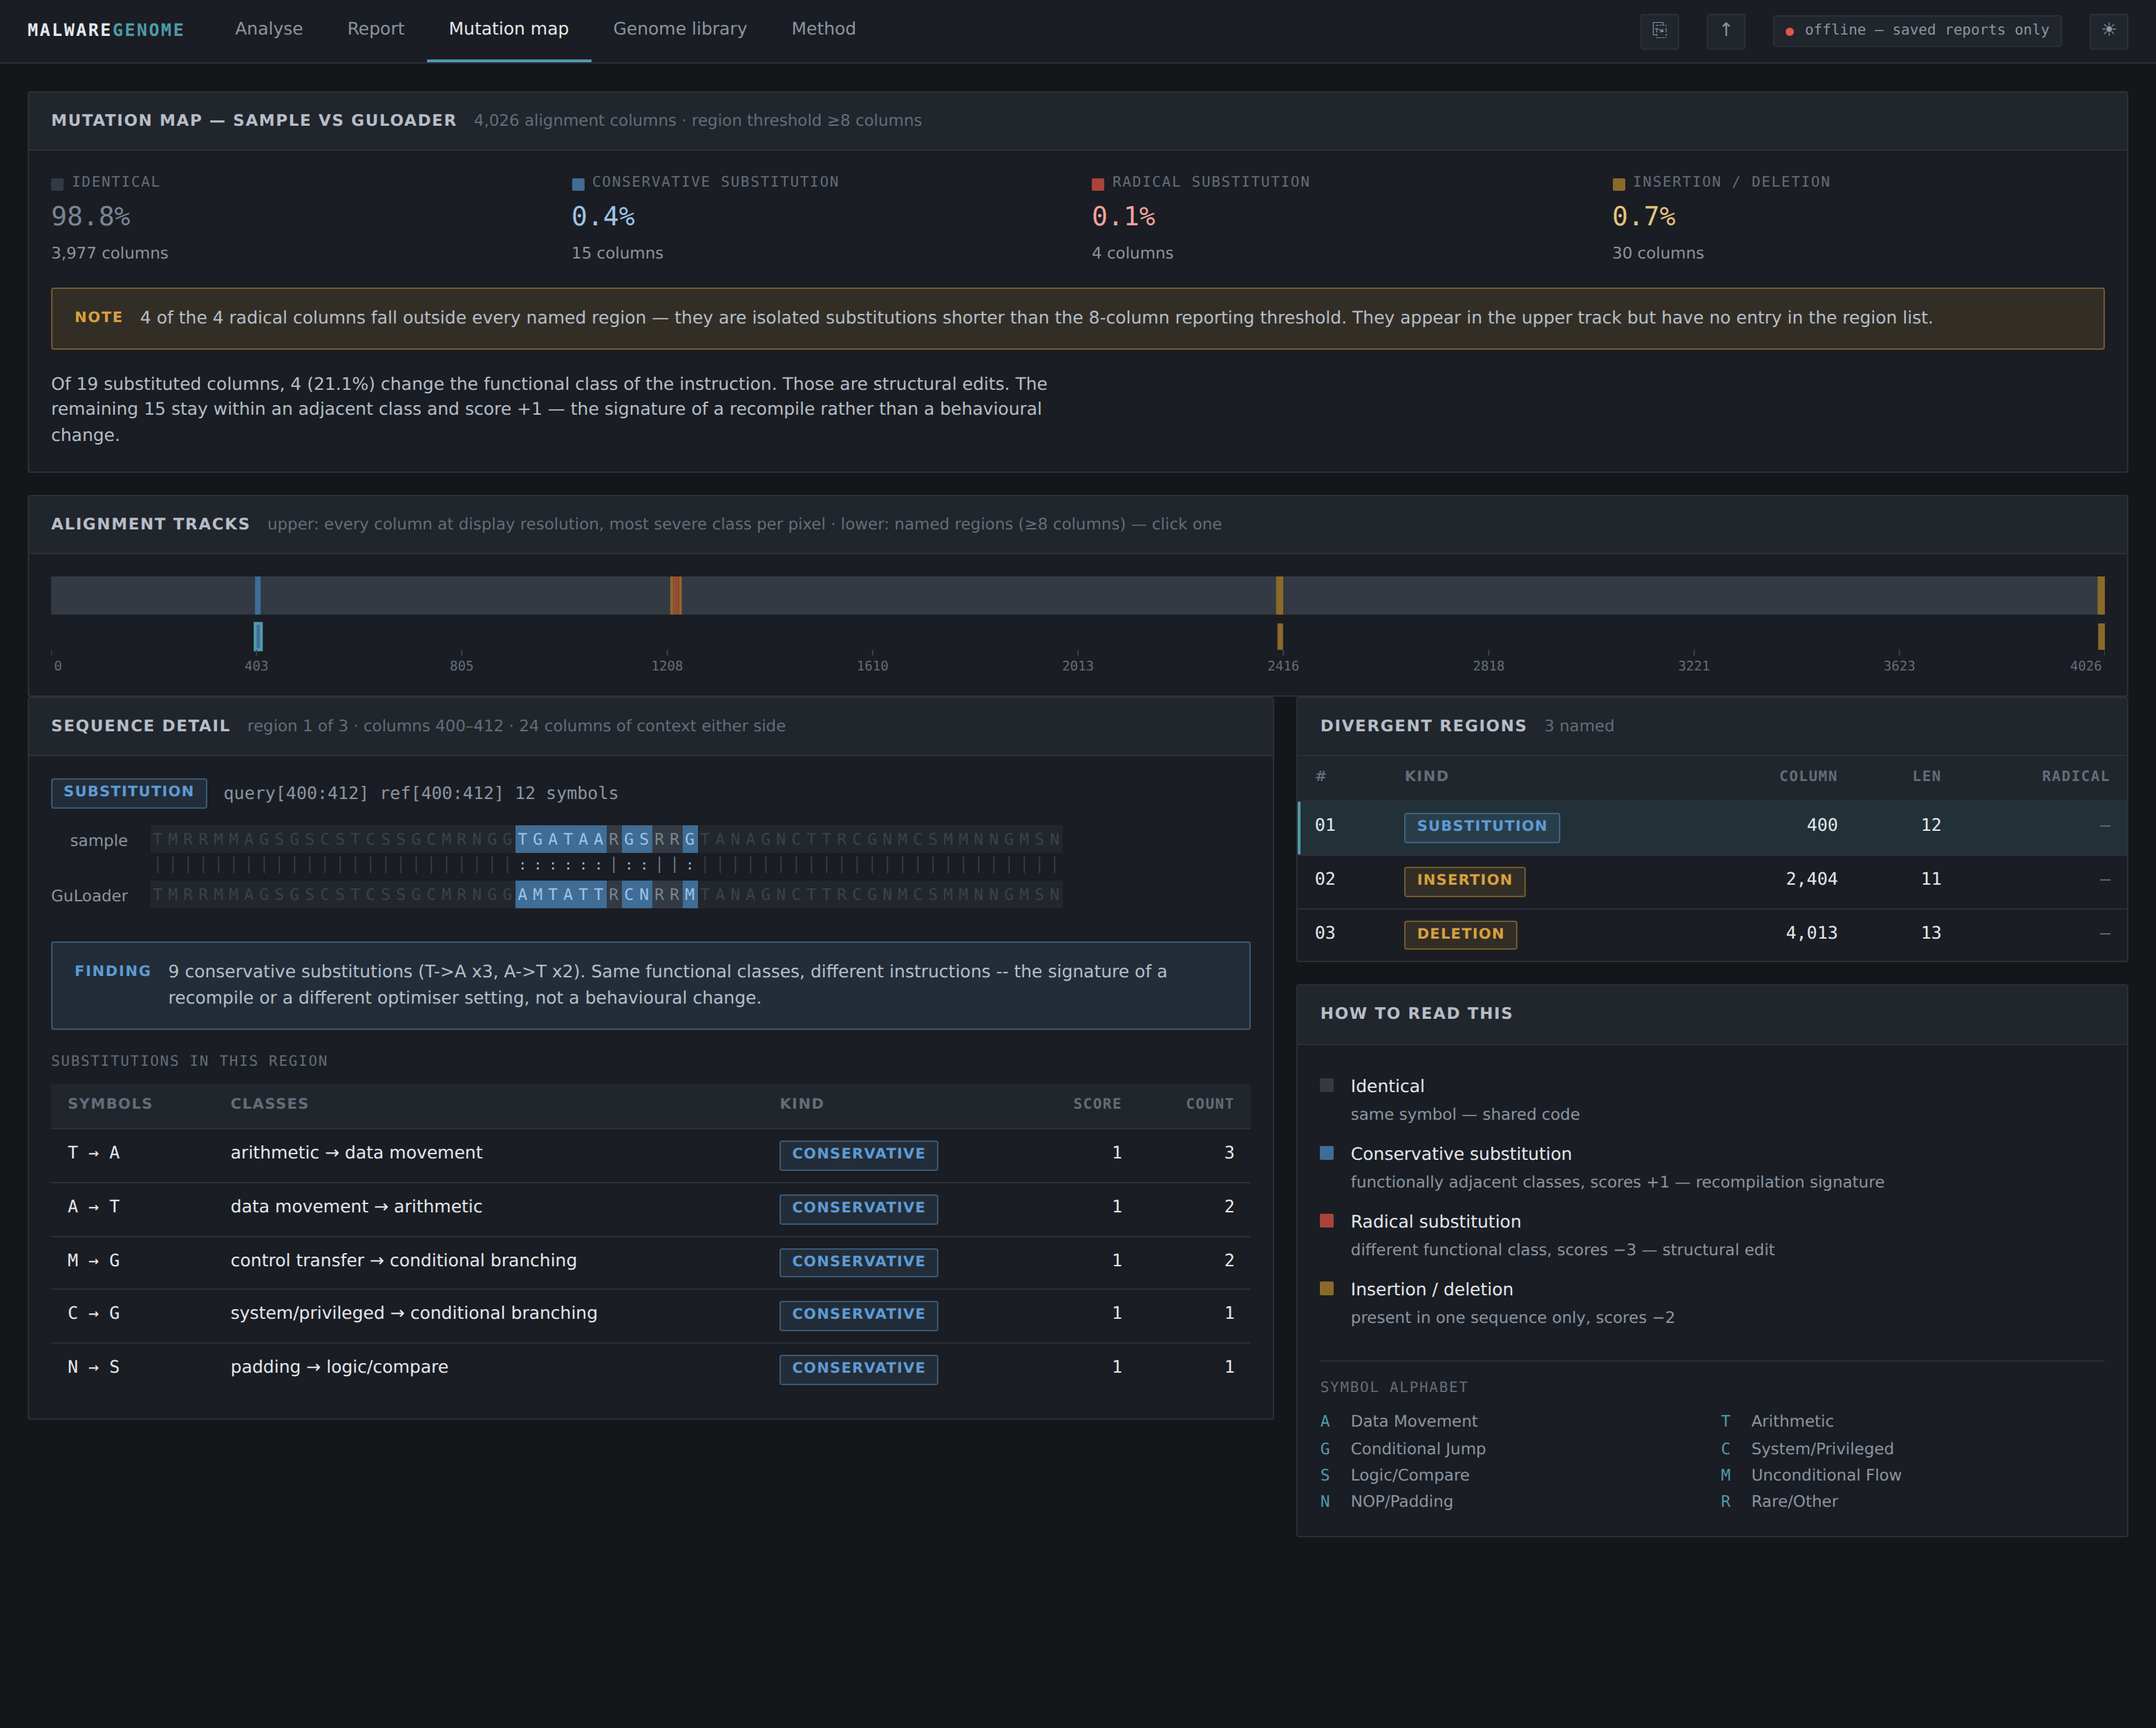 MALWAREGENOME
Analyse
Report
Mutation map
Genome library
Method
offline — saved reports only
MUTATION MAP — SAMPLE VS GULOADER 4,026 alignment columns · region threshold ≥8 columns
IDENTICAL
98.8%
3,977 columns
CONSERVATIVE SUBSTITUTION
0.4%
15 columns
RADICAL SUBSTITUTION
0.1%
4 columns
INSERTION / DELETION
0.7%
30 columns
NOTE 4 of the 4 radical columns fall outside every named region — they are isolated substitutions shorter than the 8-column reporting threshold. They appear in the upper track but have no entry in the region list.
Of 19 substituted columns, 4 (21.1%) change the functional class of the instruction. Those are structural edits. The
remaining 15 stay within an adjacent class and score +1 — the signature of a recompile rather than a behavioural
change.
ALIGNMENT TRACKS upper: every column at display resolution, most severe class per pixel · lower: named regions (≥8 columns) — click one
0 403 805 1208 1610 2013 2416 2818 3221 3623 4026
SEQUENCE DETAIL region 1 of 3 · columns 400–412 · 24 columns of context either side
SUBSTITUTION query[400:412] ref[400:412] 12 symbols
sample TMRRMMAGSGSCSTCSSGCMRNGGTGATAARGSRRGTANAGNCTTRCGNMCSMMNNGMSN
||||||||||||||||||||||||::::::|::||:||||||||||||||||||||||||
GuLoader TMRRMMAGSGSCSTCSSGCMRNGGAMTATTRCNRRMTANAGNCTTRCGNMCSMMNNGMSN
FINDING 9 conservative substitutions (T->A x3, A->T x2). Same functional classes, different instructions -- the signature of a
recompile or a different optimiser setting, not a behavioural change.
SUBSTITUTIONS IN THIS REGION
SYMBOLS CLASSES KIND SCORE COUNT
T → A arithmetic → data movement CONSERVATIVE 1 3
A → T data movement → arithmetic CONSERVATIVE 1 2
M → G control transfer → conditional branching CONSERVATIVE 1 2
C → G system/privileged → conditional branching CONSERVATIVE 1 1
N → S padding → logic/compare CONSERVATIVE 1 1
DIVERGENT REGIONS 3 named
# KIND COLUMN LEN RADICAL
01 SUBSTITUTION 400 12 —
02 INSERTION 2,404 11 —
03 DELETION 4,013 13 —
HOW TO READ THIS
Identical
same symbol — shared code
Conservative substitution
functionally adjacent classes, scores +1 — recompilation signature
Radical substitution
different functional class, scores −3 — structural edit
Insertion / deletion
present in one sequence only, scores −2
SYMBOL ALPHABET
A Data Movement T Arithmetic
G Conditional Jump C System/Privileged
S Logic/Compare M Unconditional Flow
N NOP/Padding R Rare/Other